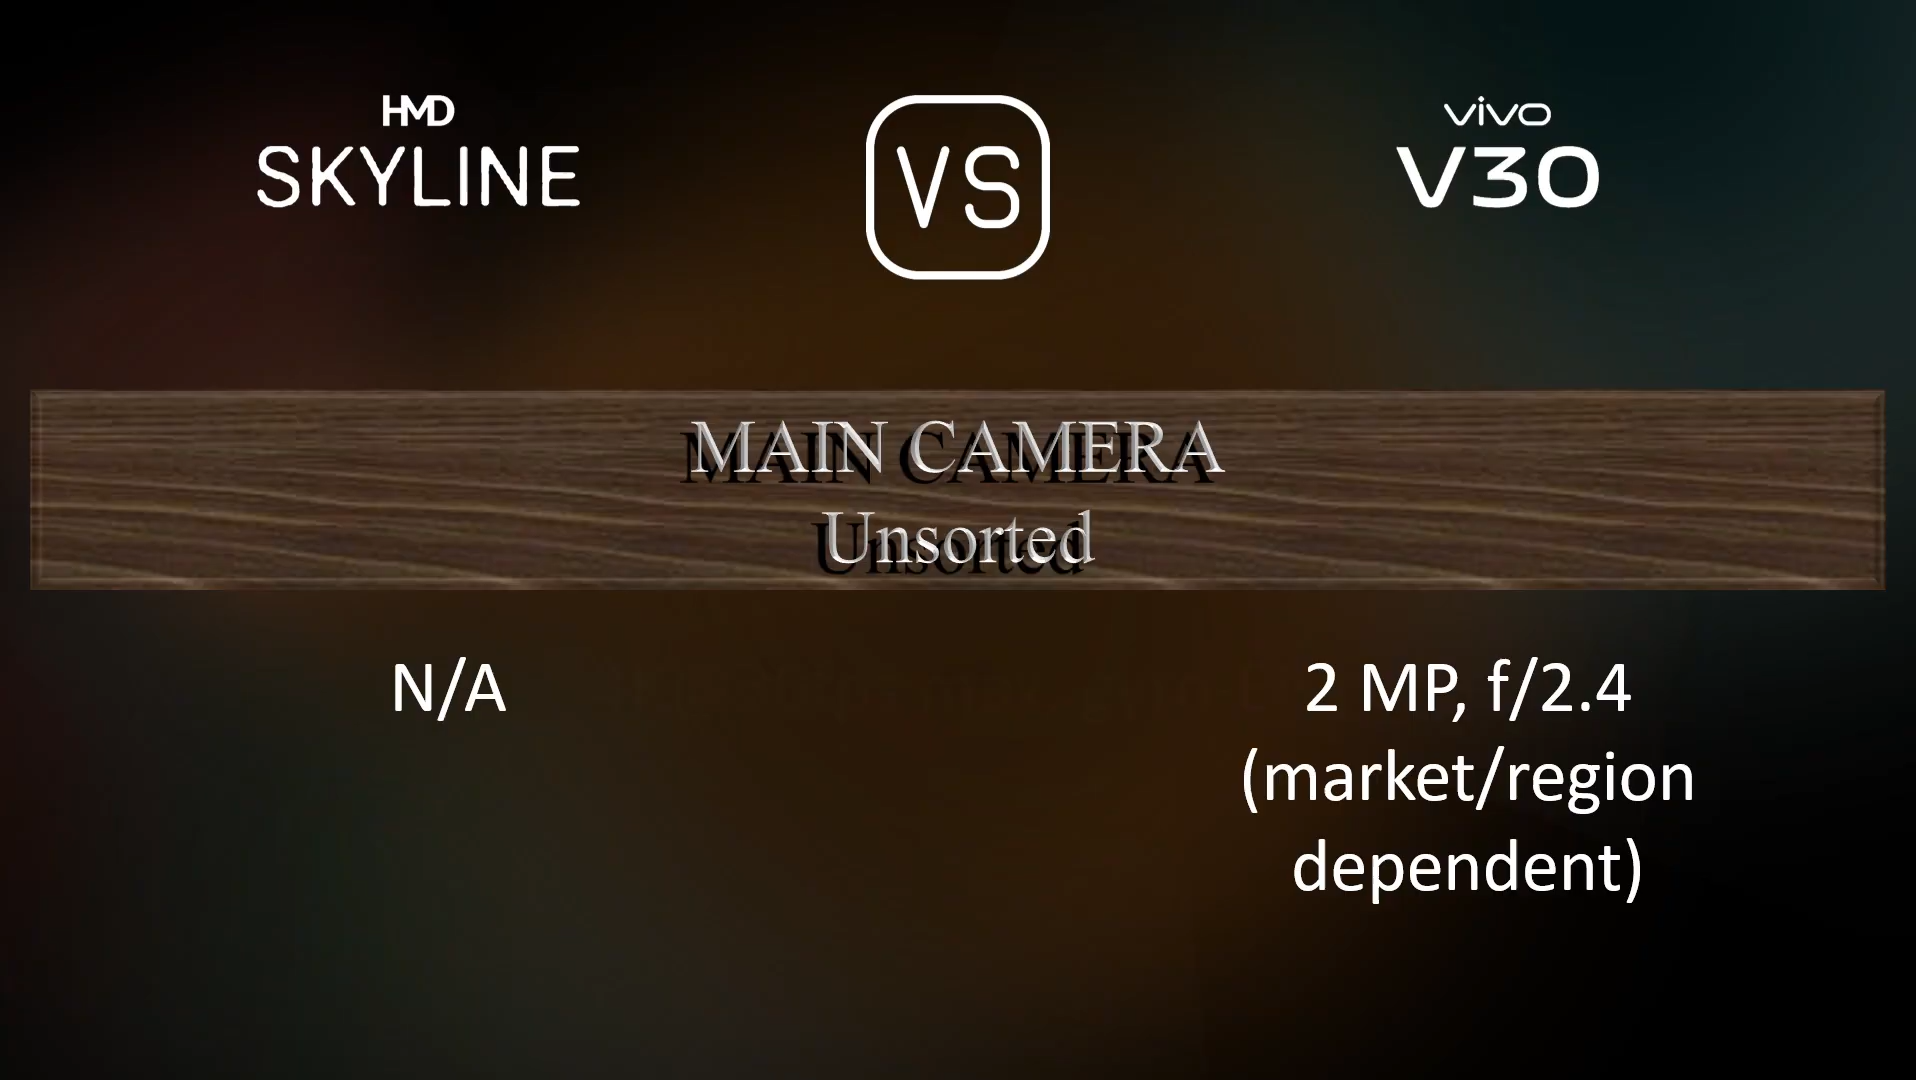 HMD
SKYLINE
VS
vivo
V30
MAIN CAMERA
Unsorted
N/A
2 MP, f/2.4
(market/region
dependent)